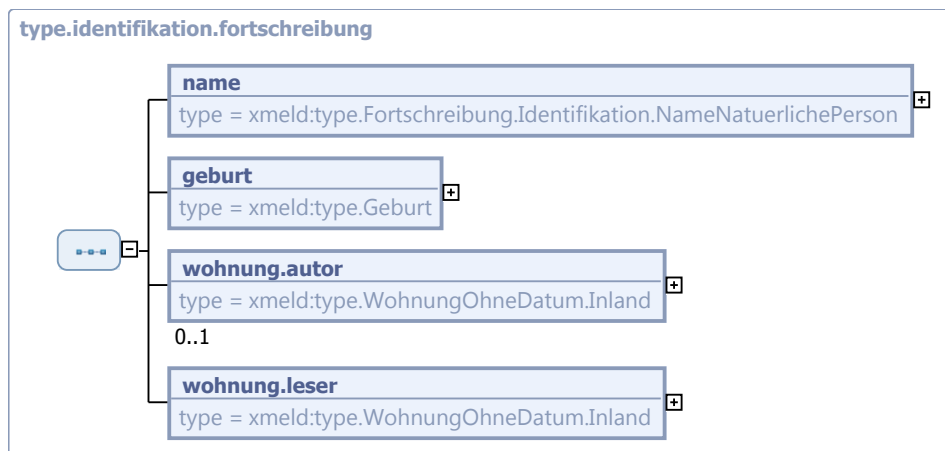 type.identifikation.fortschreibung
name
type = xmeld:type.Fortschreibung.Identifikation.NameNatuerlichePerson
geburt
type = xmeld:type.Geburt
wohnung.autor
type = xmeld:type.WohnungOhneDatum.Inland
0..1
wohnung.leser
type = xmeld:type.WohnungOhneDatum.Inland